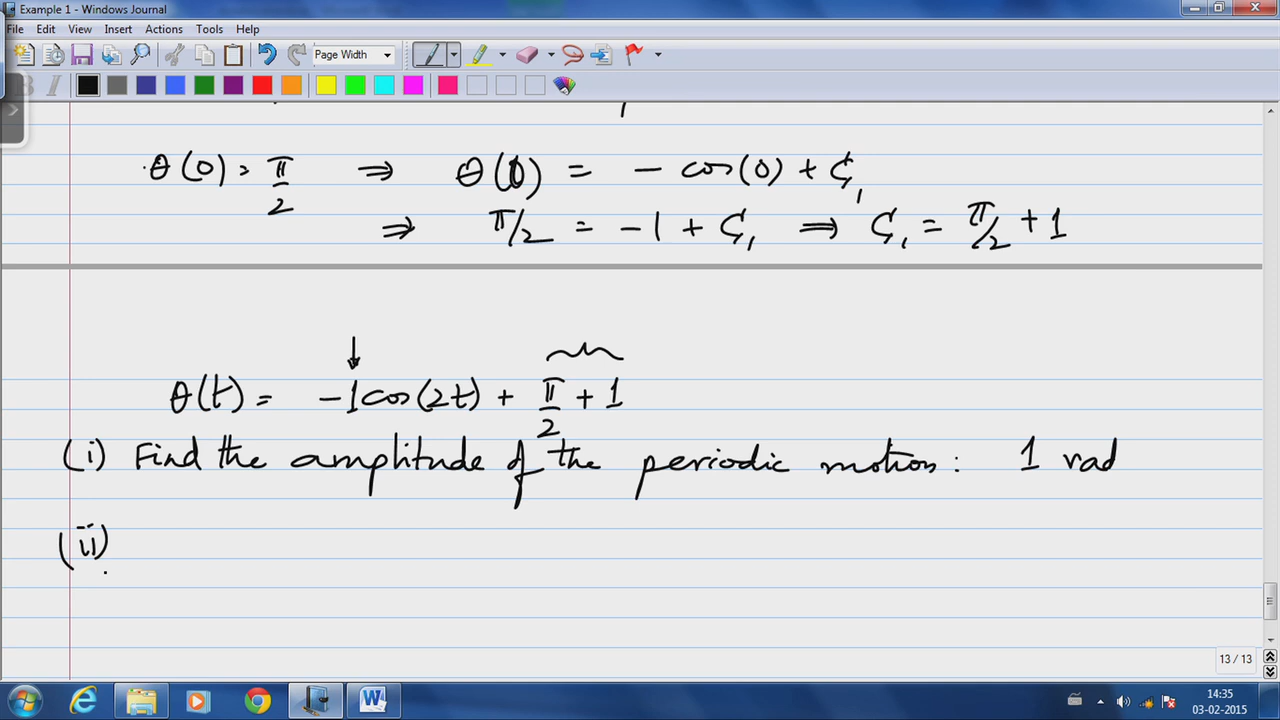 Example 1 - Windows Journal
File Edit View Insert Actions Tools Help
Page Width
B I
θ(0) = π/2 ⇒ θ(0) = - cos(0) + C₁
⇒ π/2 = -1 + C₁ ⇒ C₁ = π/2 + 1
θ(t) = -1cos(2t) + π/2 + 1
(i) Find the amplitude of the periodic motion : 1 rad
(ii)
13 / 13
14:35
03-02-2015